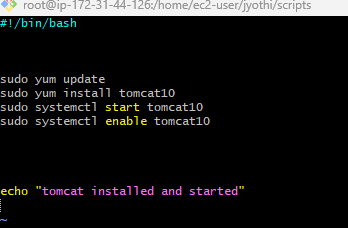 root@ip-172-31-44-126:/home/ec2-user/jyothi/scripts
#!/bin/bash
sudo yum update
sudo yum install tomcat10
sudo systemctl start tomcat10
sudo systemctl enable tomcat10
echo "tomcat installed and started"
~